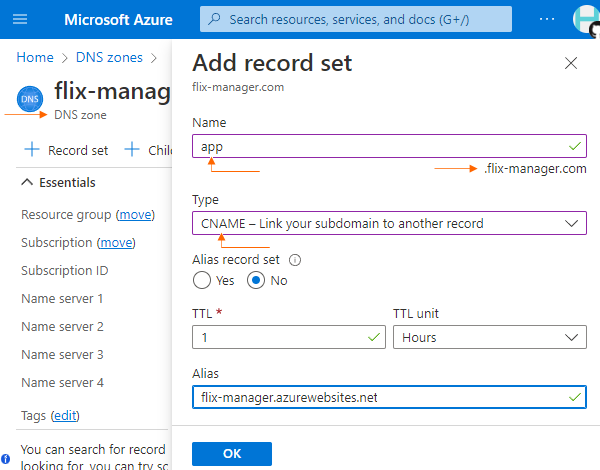 Microsoft Azure
Search resources, services, and docs (G+/)
Home > DNS zones >
DNS
flix-manag
DNS zone
+ Record set + Chil
Essentials
Resource group (move)
Subscription (move)
Subscription ID
Name server 1
Name server 2
Name server 3
Name server 4
Tags (edit)
You can search for record
looking for, you can try sc
Add record set
flix-manager.com
Name
app
.flix-manager.com
Type
CNAME – Link your subdomain to another record
Alias record set
Yes No
TTL * TTL unit
1 Hours
Alias
flix-manager.azurewebsites.net
OK